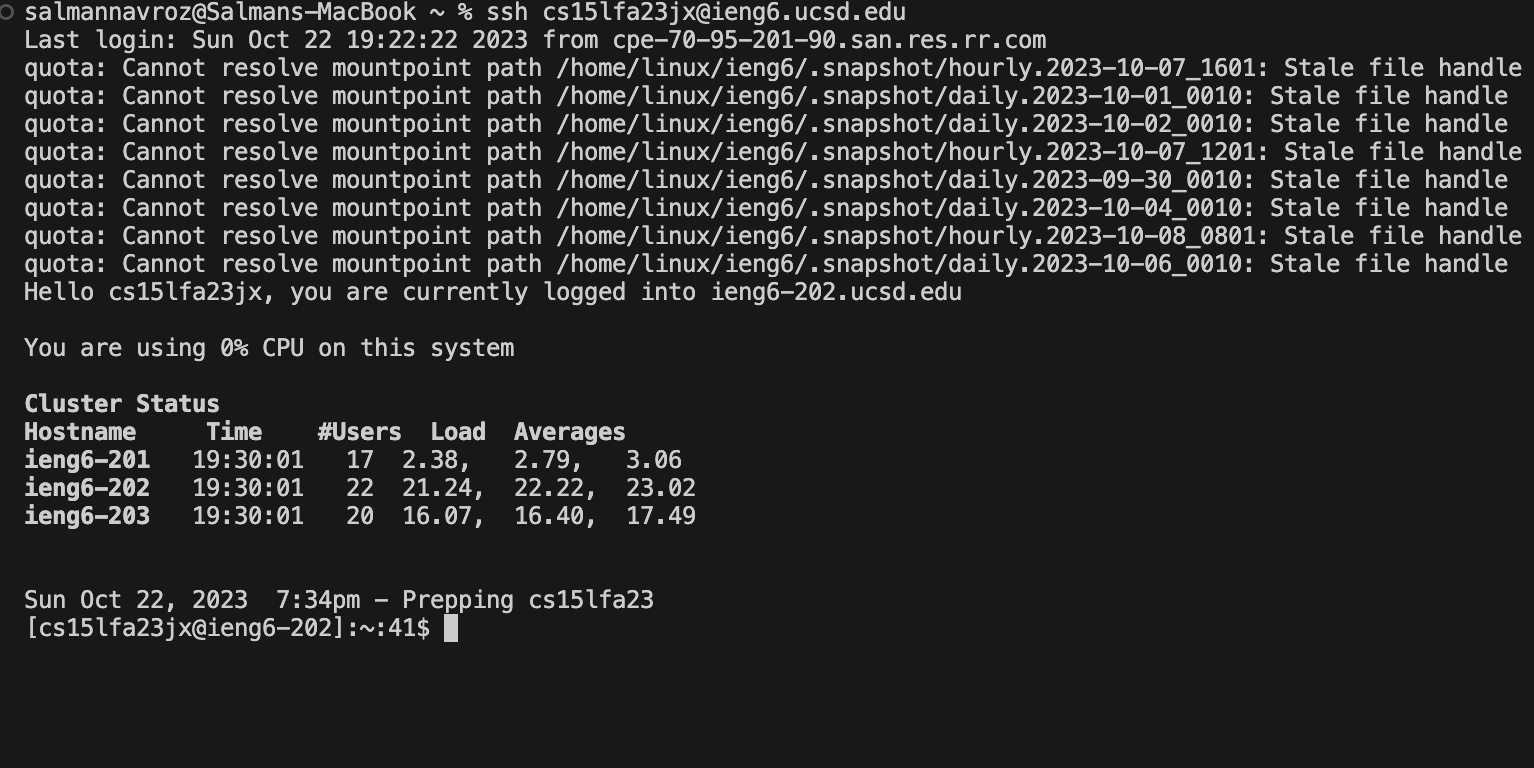 salmannavroz@Salmans-MacBook ~ % ssh cs15lfa23jx@ieng6.ucsd.edu
Last login: Sun Oct 22 19:22:22 2023 from cpe-70-95-201-90.san.res.rr.com
quota: Cannot resolve mountpoint path /home/linux/ieng6/.snapshot/hourly.2023-10-07_1601: Stale file handle
quota: Cannot resolve mountpoint path /home/linux/ieng6/.snapshot/daily.2023-10-01_0010: Stale file handle
quota: Cannot resolve mountpoint path /home/linux/ieng6/.snapshot/daily.2023-10-02_0010: Stale file handle
quota: Cannot resolve mountpoint path /home/linux/ieng6/.snapshot/hourly.2023-10-07_1201: Stale file handle
quota: Cannot resolve mountpoint path /home/linux/ieng6/.snapshot/daily.2023-09-30_0010: Stale file handle
quota: Cannot resolve mountpoint path /home/linux/ieng6/.snapshot/daily.2023-10-04_0010: Stale file handle
quota: Cannot resolve mountpoint path /home/linux/ieng6/.snapshot/hourly.2023-10-08_0801: Stale file handle
quota: Cannot resolve mountpoint path /home/linux/ieng6/.snapshot/daily.2023-10-06_0010: Stale file handle
Hello cs15lfa23jx, you are currently logged into ieng6-202.ucsd.edu
You are using 0% CPU on this system
Cluster Status
Hostname     Time    #Users  Load  Averages
ieng6-201   19:30:01   17  2.38,   2.79,   3.06
ieng6-202   19:30:01   22  21.24,  22.22,  23.02
ieng6-203   19:30:01   20  16.07,  16.40,  17.49
Sun Oct 22, 2023  7:34pm - Prepping cs15lfa23
[cs15lfa23jx@ieng6-202]:~:41$